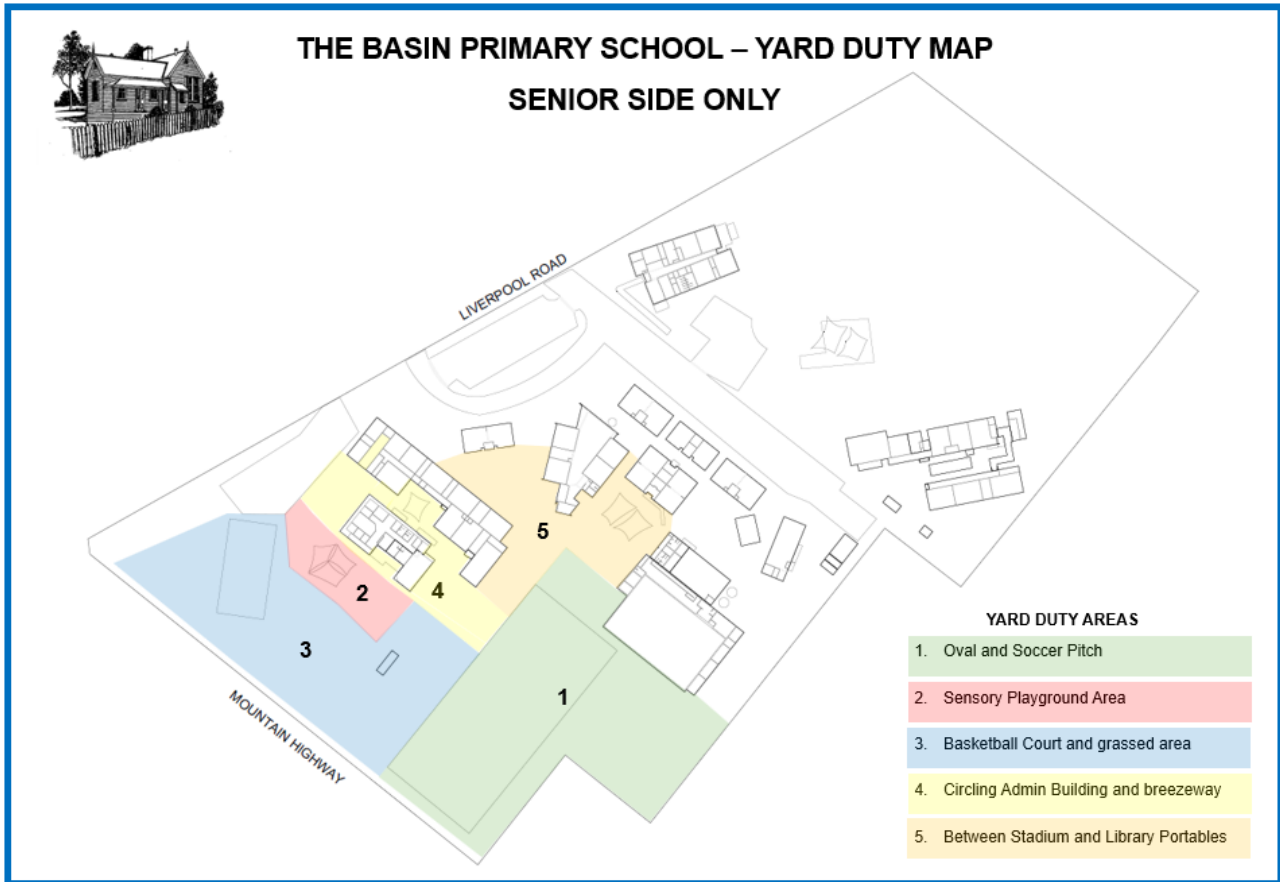 THE BASIN PRIMARY SCHOOL – YARD DUTY MAP
SENIOR SIDE ONLY
LIVERPOOL ROAD
5
2
4
3
1
MOUNTAIN HIGHWAY
YARD DUTY AREAS
1. Oval and Soccer Pitch
2. Sensory Playground Area
3. Basketball Court and grassed area
4. Circling Admin Building and breezeway
5. Between Stadium and Library Portables